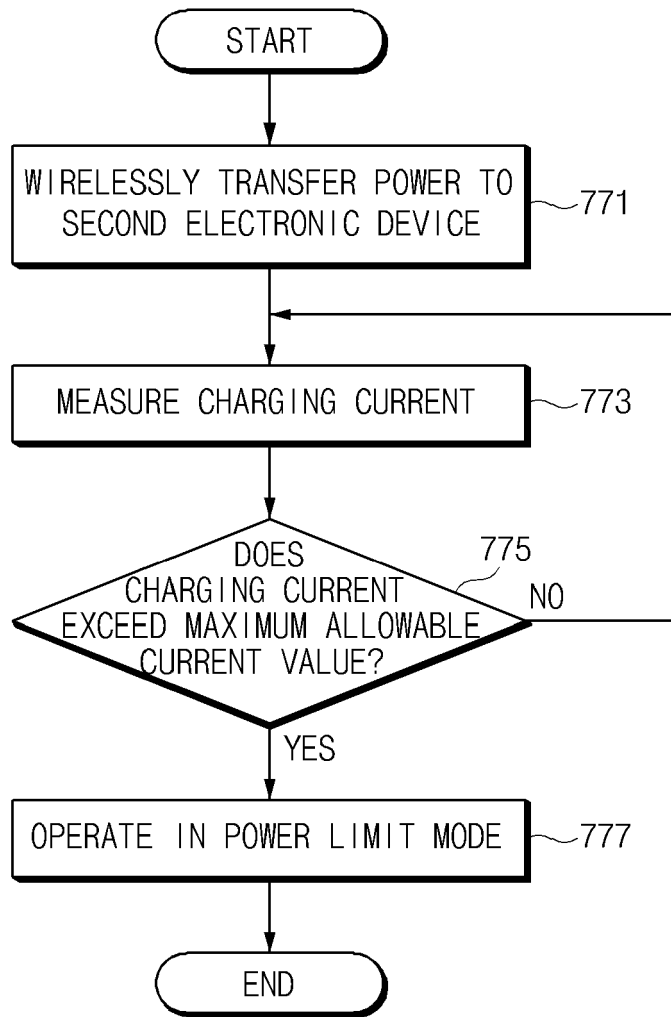 START
WIRELESSLY TRANSFER POWER TO
SECOND ELECTRONIC DEVICE
771
MEASURE CHARGING CURRENT
773
DOES
CHARGING CURRENT
EXCEED MAXIMUM ALLOWABLE
CURRENT VALUE?
775
NO
YES
OPERATE IN POWER LIMIT MODE
777
END